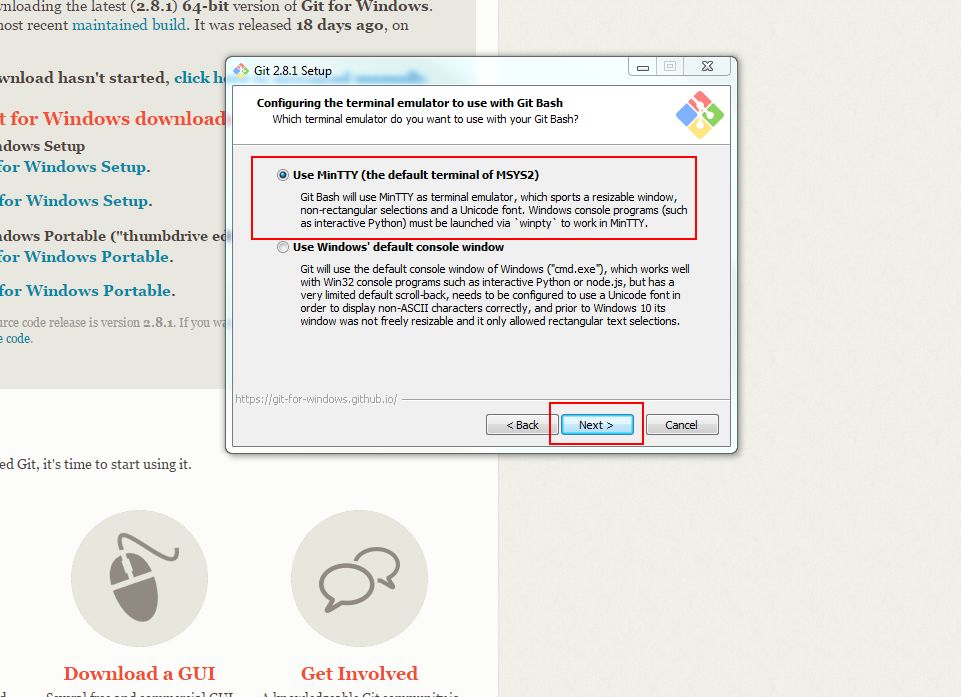 nloading the latest (2.8.1) 64-bit version of Git for Windows.
ost recent maintained build. It was released 18 days ago, on
wnload hasn't started, click
t for Windows download
ndows Setup
for Windows Setup.
for Windows Setup.
ndows Portable ("thumbdrive ed
for Windows Portable.
for Windows Portable.
urce code release is version 2.8.1. If you wa
e code.
Git 2.8.1 Setup
Configuring the terminal emulator to use with Git Bash
Which terminal emulator do you want to use with your Git Bash?
Use MinTTY (the default terminal of MSYS2)
Git Bash will use MinTTY as terminal emulator, which sports a resizable window,
non-rectangular selections and a Unicode font. Windows console programs (such
as interactive Python) must be launched via `winpty` to work in MinTTY.
Use Windows' default console window
Git will use the default console window of Windows ("cmd.exe"), which works well
with Win32 console programs such as interactive Python or node.js, but has a
very limited default scroll-back, needs to be configured to use a Unicode font in
order to display non-ASCII characters correctly, and prior to Windows 10 its
window was not freely resizable and it only allowed rectangular text selections.
https://git-for-windows.github.io/
< Back
Next >
Cancel
ed Git, it's time to start using it.
Download a GUI
Get Involved
Several free and commercial GUI
A knowledgeable Git community is